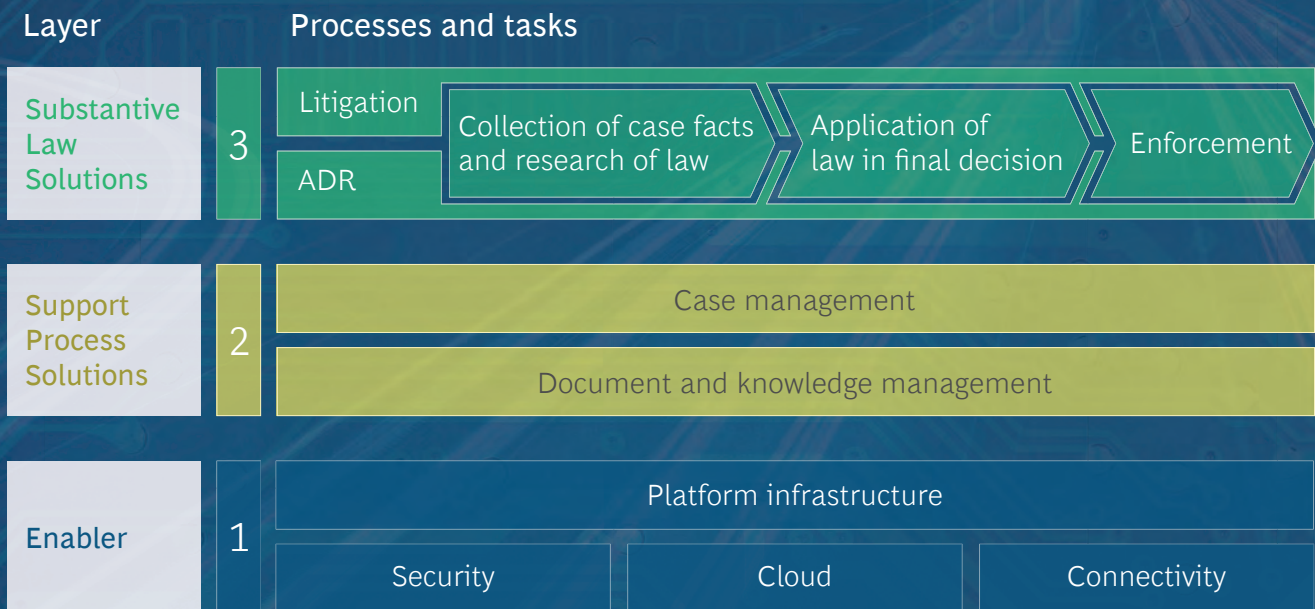 Layer
Processes and tasks
Substantive
Law
Solutions
3
Litigation
ADR
Collection of case facts
and research of law
Application of
law in final decision
Enforcement
Support
Process
Solutions
2
Case management
Document and knowledge management
Enabler
1
Platform infrastructure
Security
Cloud
Connectivity